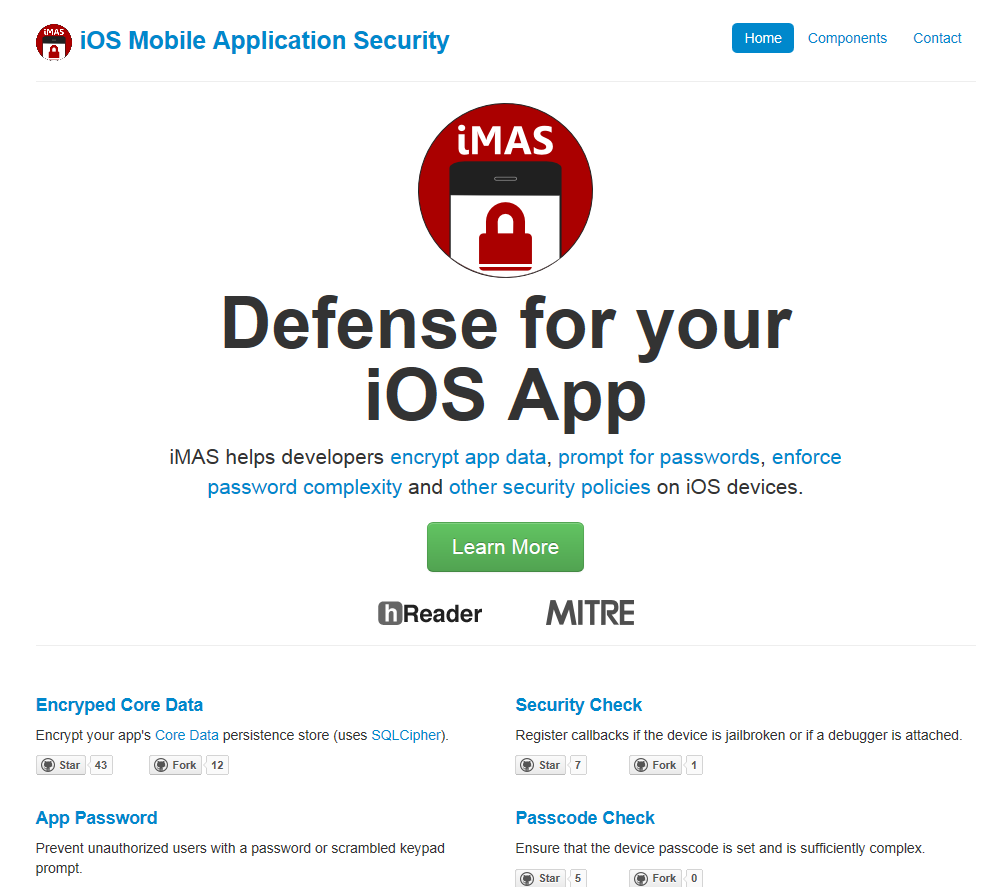 iMAS
iOS Mobile Application Security
Home
Components
Contact
iMAS
Defense for your
iOS App
iMAS helps developers encrypt app data, prompt for passwords, enforce
password complexity and other security policies on iOS devices.
Learn More
hReader
MITRE
Encryped Core Data
Encrypt your app's Core Data persistence store (uses SQLCipher).
Star 43
Fork 12
Security Check
Register callbacks if the device is jailbroken or if a debugger is attached.
Star 7
Fork 1
App Password
Prevent unauthorized users with a password or scrambled keypad
prompt.
Passcode Check
Ensure that the device passcode is set and is sufficiently complex.
Star 5
Fork 0